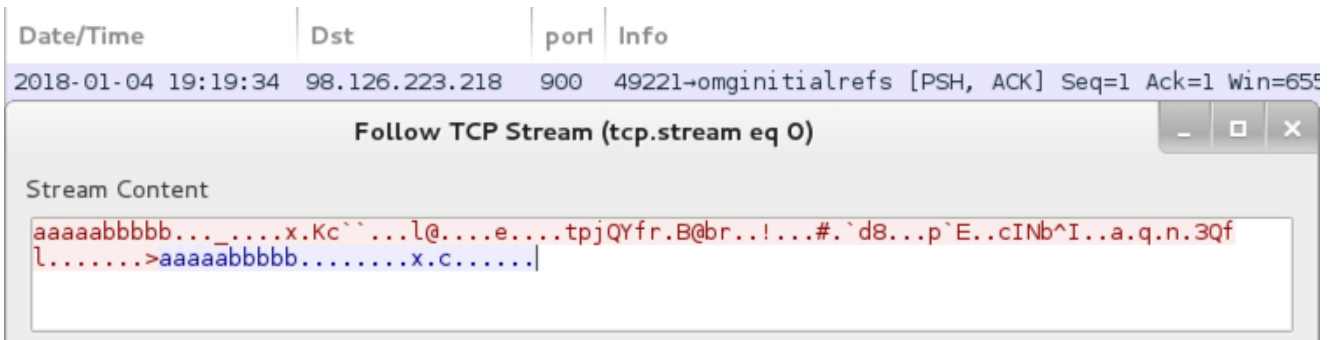 Date/Time Dst port Info
2018-01-04 19:19:34 98.126.223.218 900 49221→omginitialrefs [PSH, ACK] Seq=1 Ack=1 Win=655
Follow TCP Stream (tcp.stream eq 0)
Stream Content
aaaaabbbbb..._....x.Kc``...l@....e....tpjQYfr.B@br..!...#.`d8...p`E..cINb^I..a.q.n.3Qf
l.......>aaaaabbbbb........x.c......